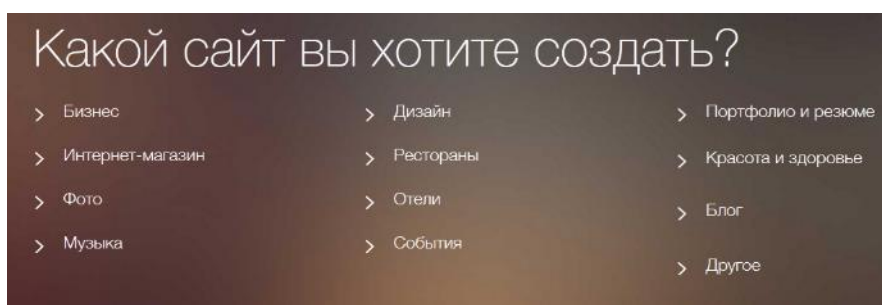 Какой сайт вы хотите создать?
Бизнес
Интернет-магазин
Фото
Музыка
Дизайн
Рестораны
Отели
События
Портфолио и резюме
Красота и здоровье
Блог
Другое